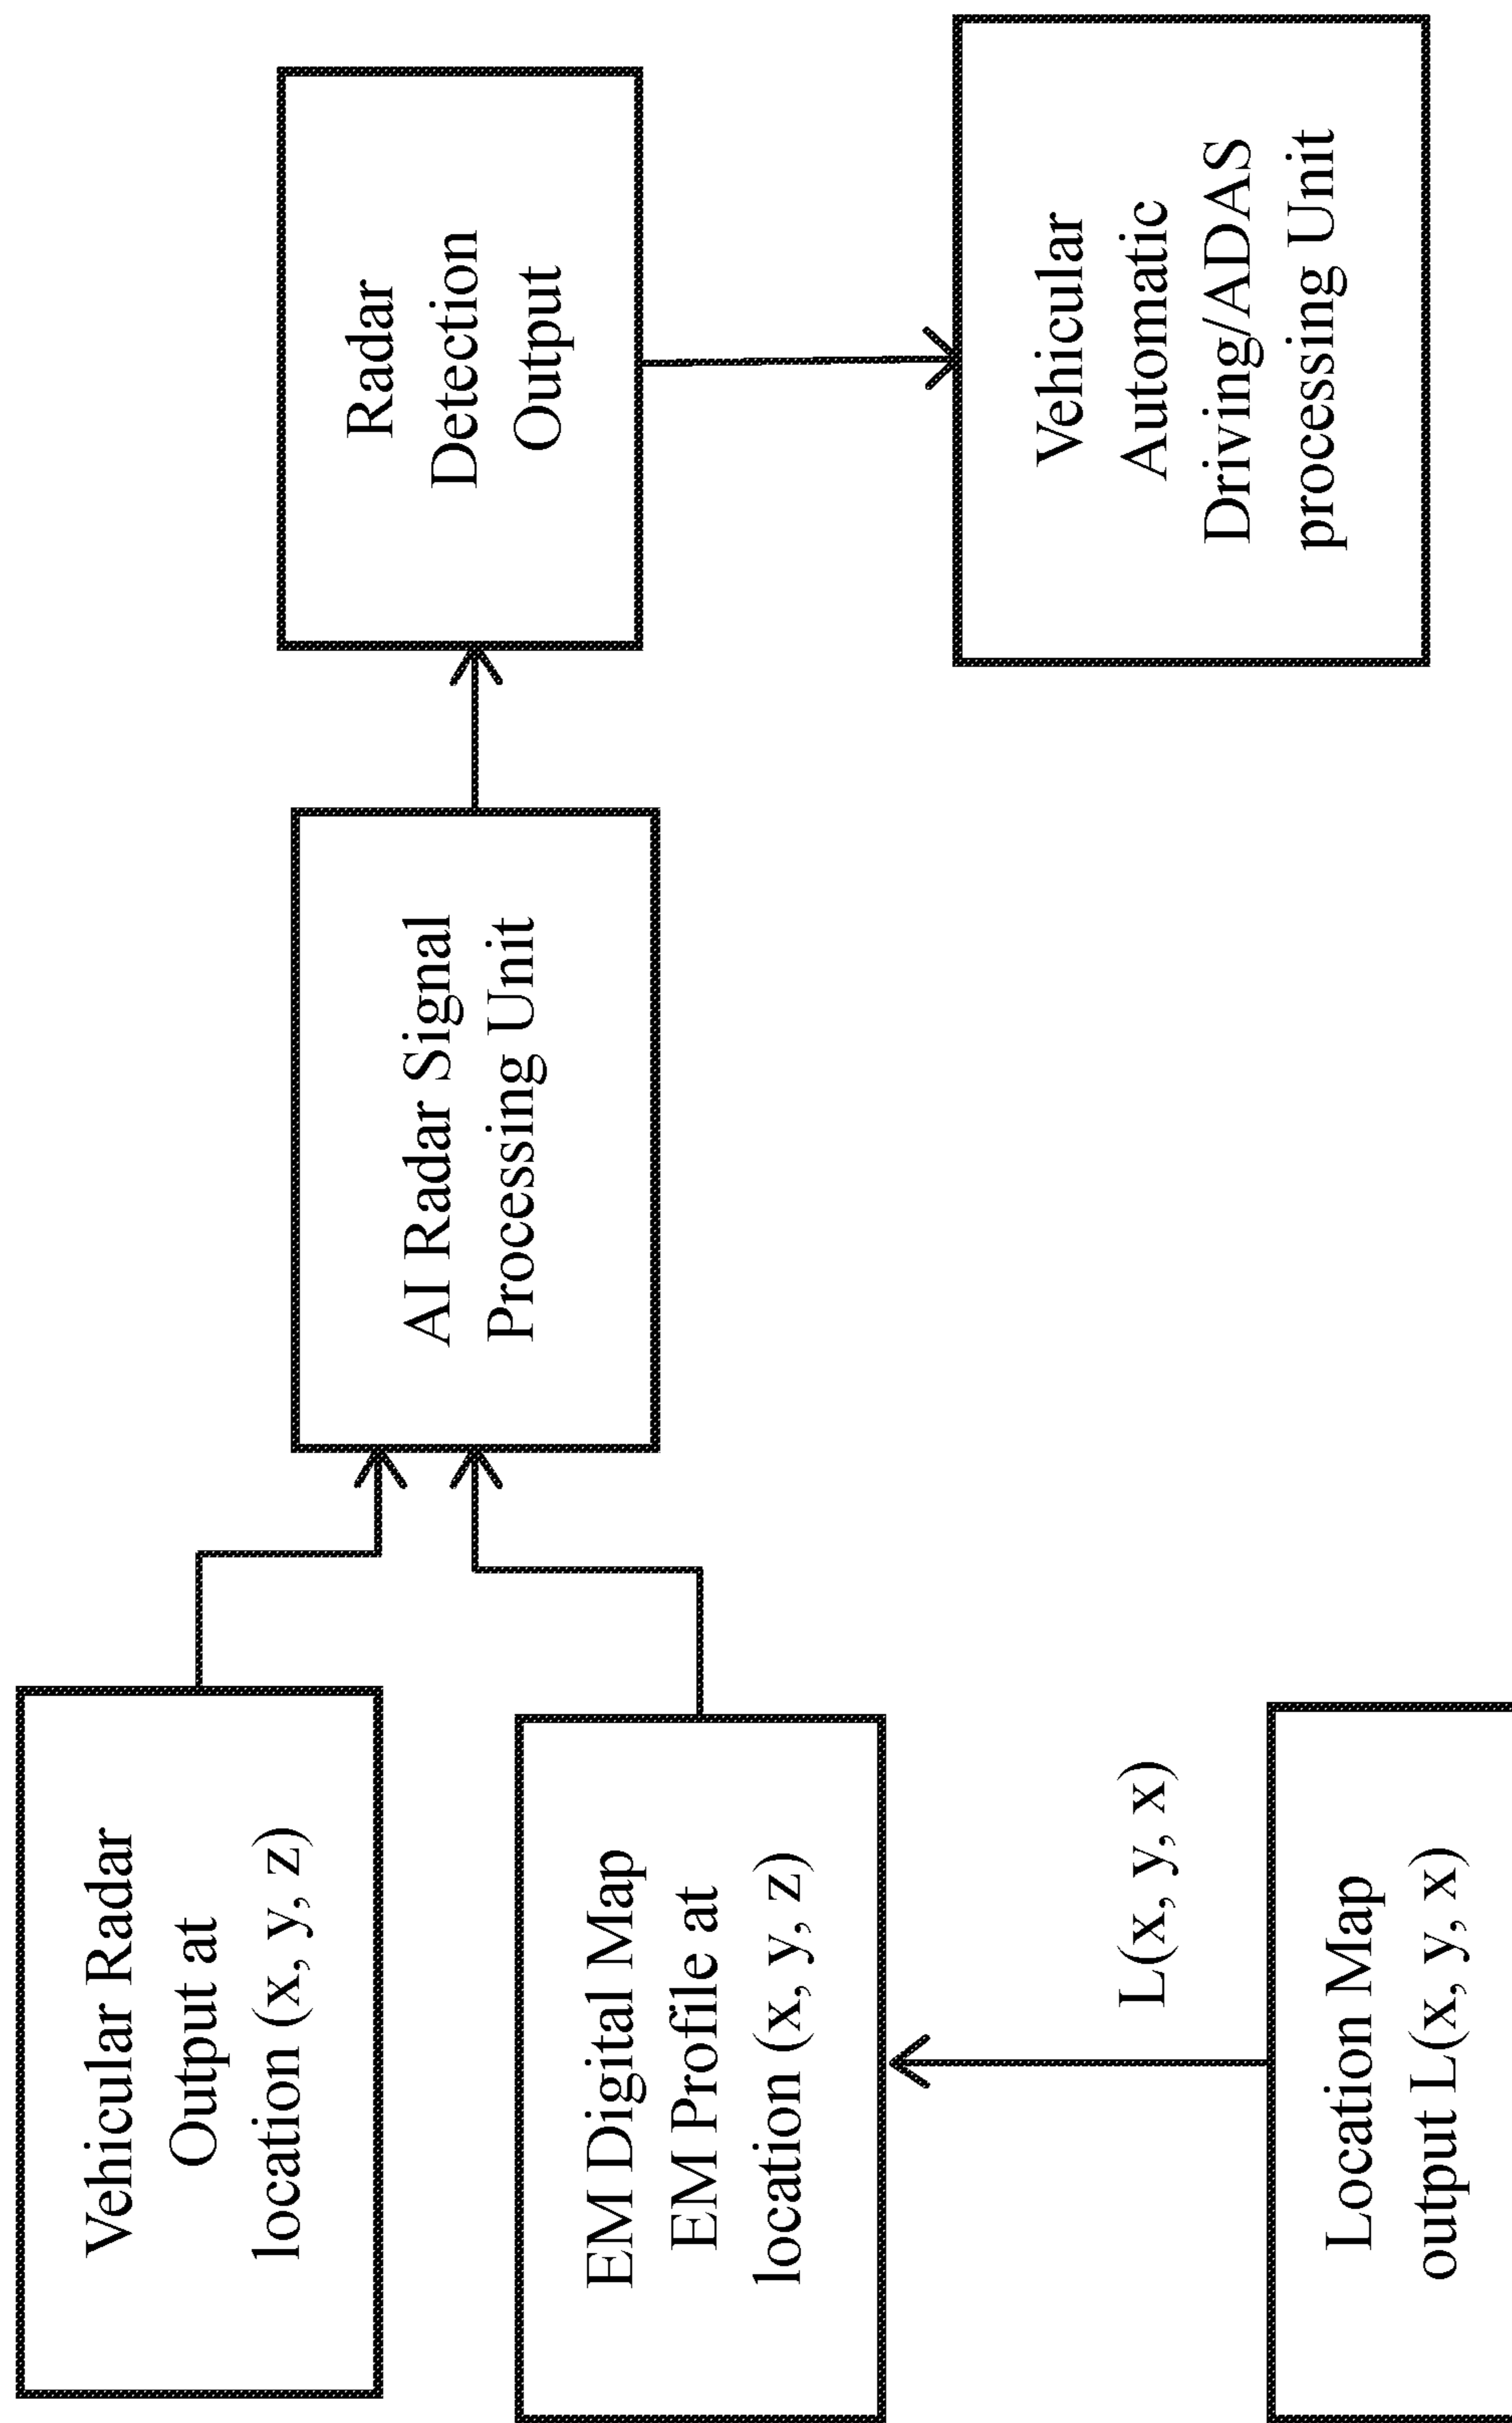 Vehicular Radar
Output at
location (x, y, z)
EM Digital Map
EM Profile at
location (x, y, z)
L(x, y, x)
Location Map
output L(x, y, x)
AI Radar Signal
Processing Unit
Radar
Detection
Output
Vehicular
Automatic
Driving/ADAS
processing Unit